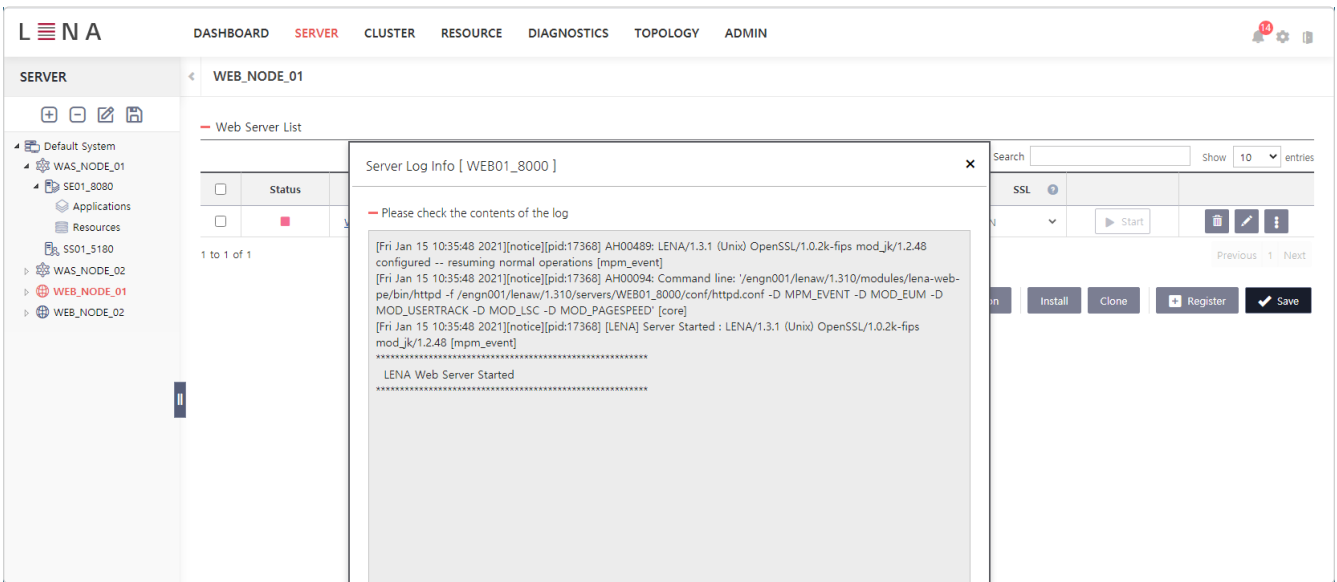 LENA
DASHBOARD SERVER CLUSTER RESOURCE DIAGNOSTICS TOPOLOGY ADMIN
14
SERVER
WEB_NODE_01
Default System
WAS_NODE_01
SE01_8080
Applications
Resources
SS01_5180
WAS_NODE_02
WEB_NODE_01
WEB_NODE_02
Web Server List
Search
Show 10 entries
Status
SSL
Start
1 to 1 of 1
Previous 1 Next
Install Clone Register Save
Server Log Info [ WEB01_8000 ]
Please check the contents of the log
[Fri Jan 15 10:35:48 2021][notice][pid:17368] AH00489: LENA/1.3.1 (Unix) OpenSSL/1.0.2k-fips mod_jk/1.2.48
configured -- resuming normal operations [mpm_event]
[Fri Jan 15 10:35:48 2021][notice][pid:17368] AH00094: Command line: '/engn001/lenaw/1.310/modules/lena-web-
pe/bin/httpd -f /engn001/lenaw/1.310/servers/WEB01_8000/conf/httpd.conf -D MPM_EVENT -D MOD_EUM -D
MOD_USERTRACK -D MOD_LSC -D MOD_PAGESPEED' [core]
[Fri Jan 15 10:35:48 2021][notice][pid:17368] [LENA] Server Started : LENA/1.3.1 (Unix) OpenSSL/1.0.2k-fips
mod_jk/1.2.48 [mpm_event]
*********************************************************
LENA Web Server Started
*********************************************************